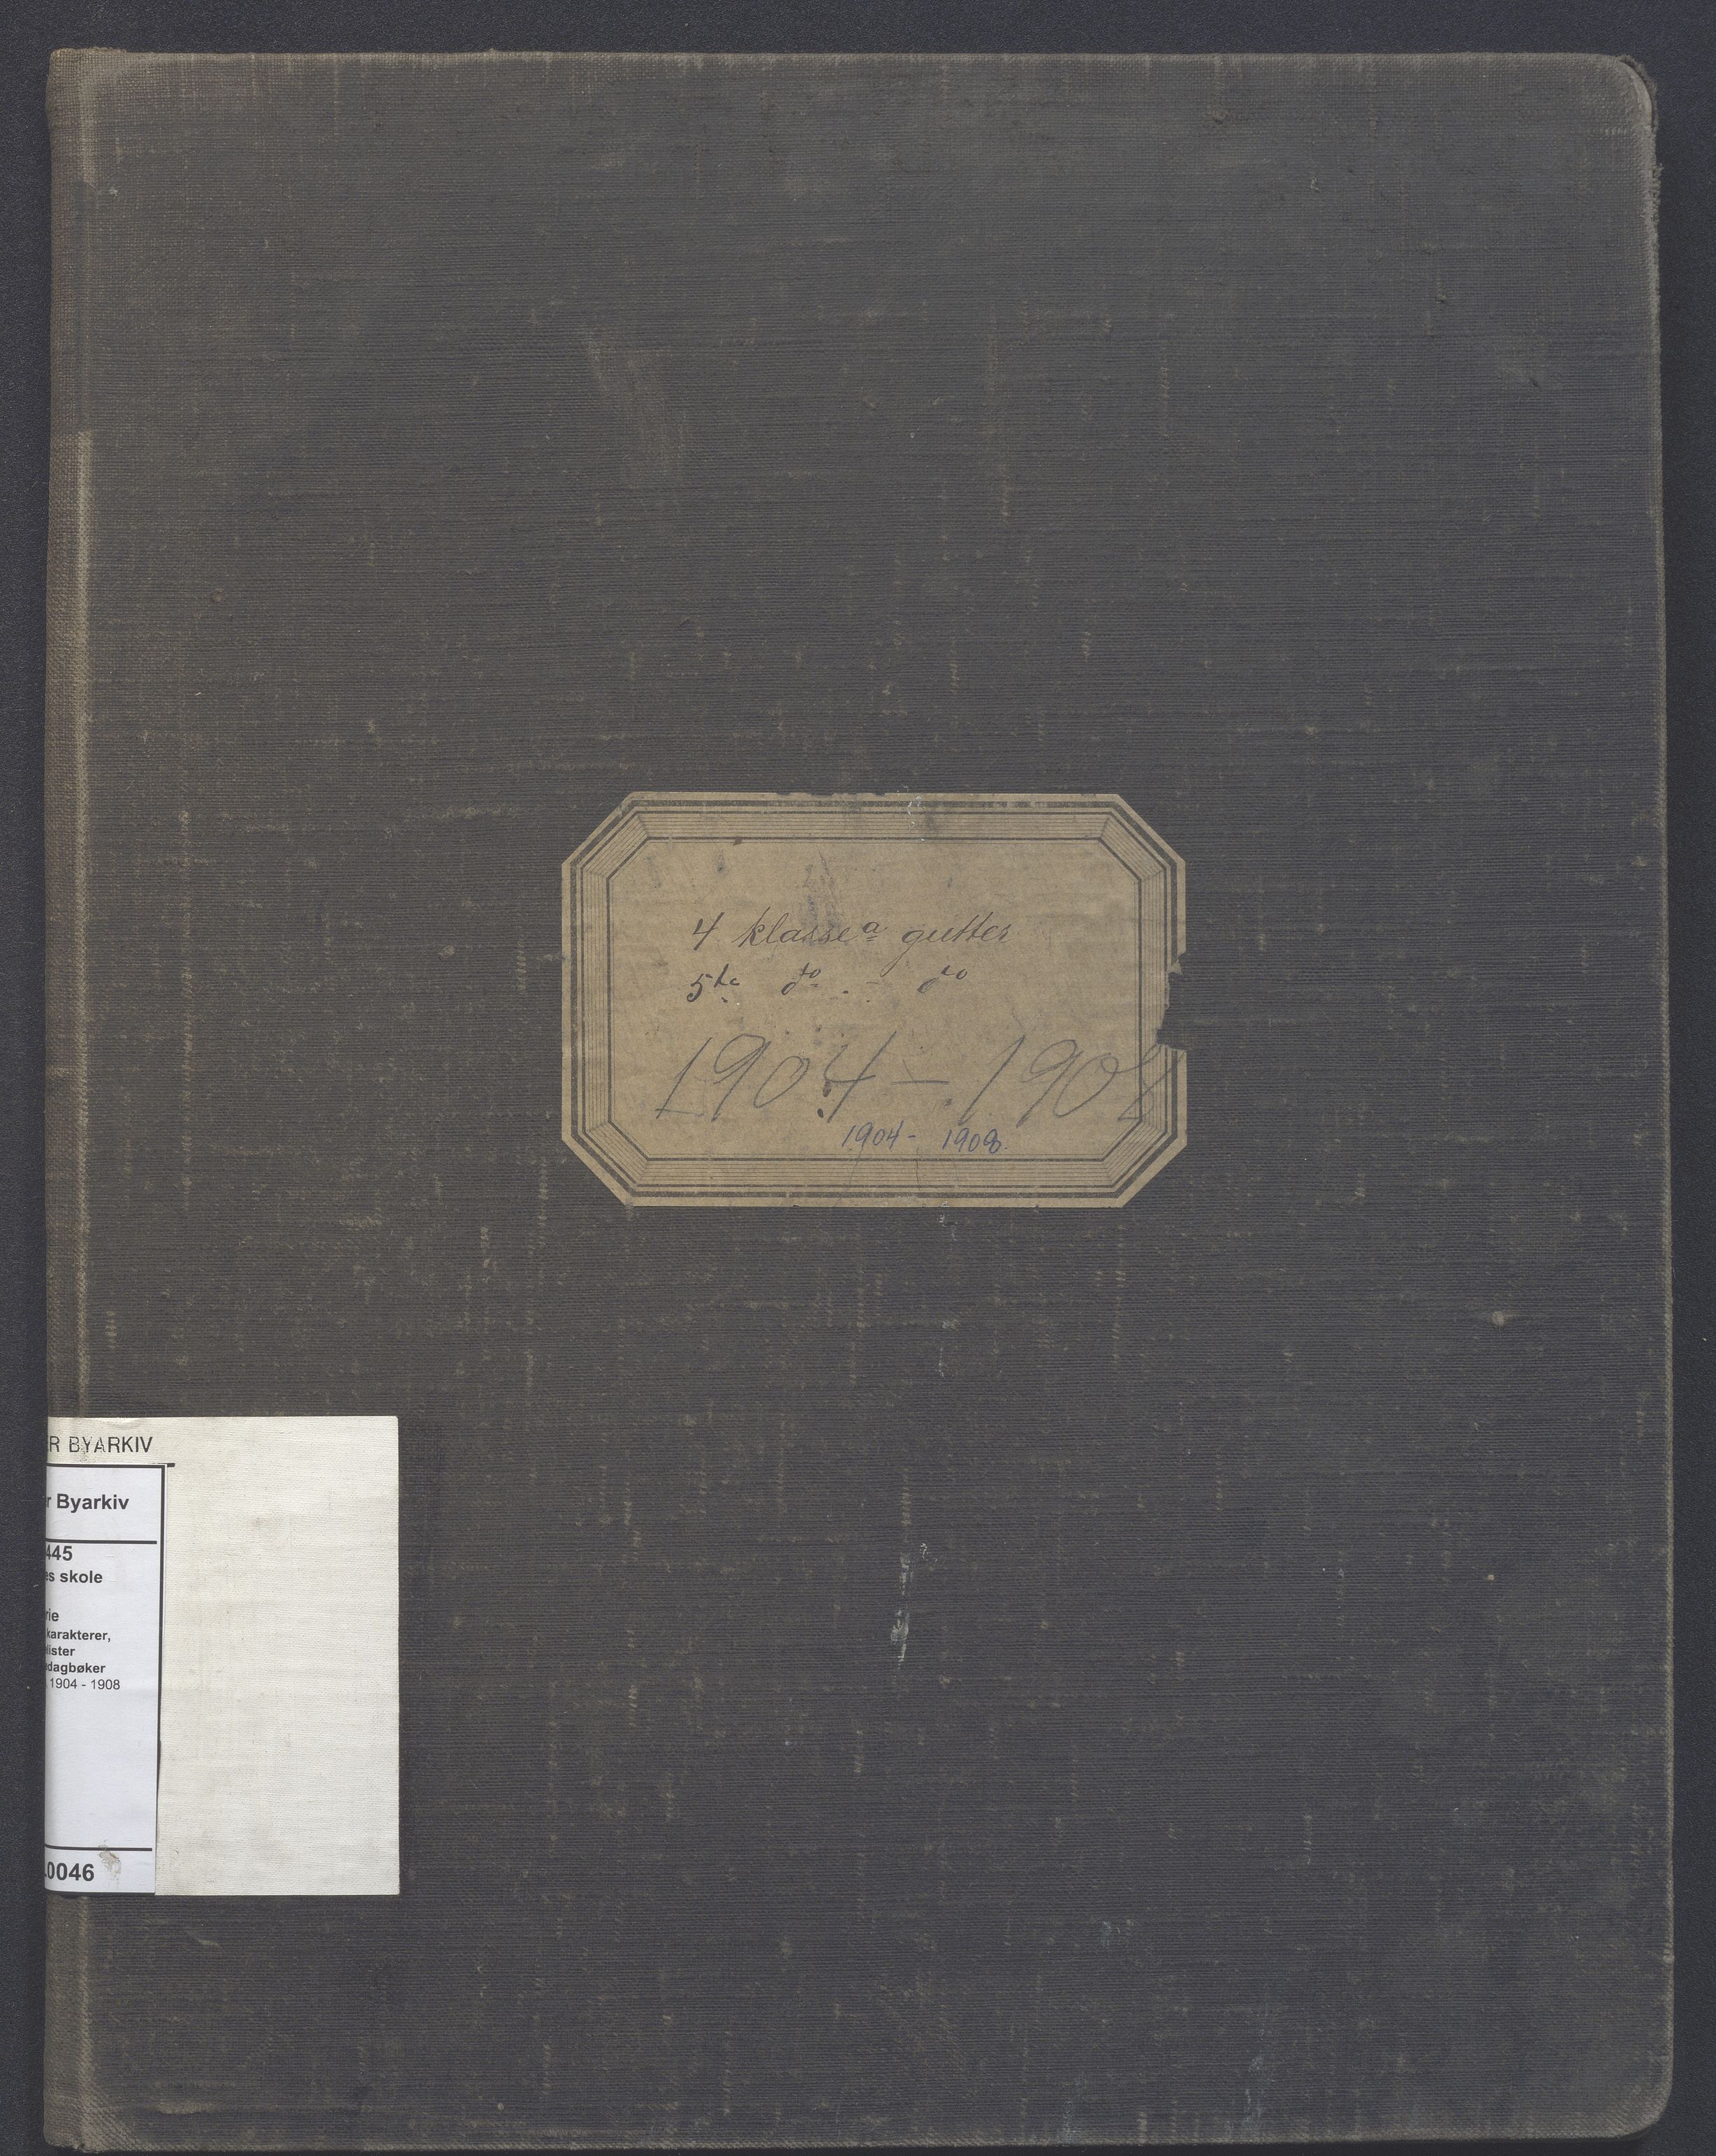 4 klasse a gutter
5te do . - do
1904 - 1908
1904 - 1908.
R BYARKIV
r Byarkiv
445
es skole
rie
karakterer,
lister
dagbøker
1904 - 1908
.0046